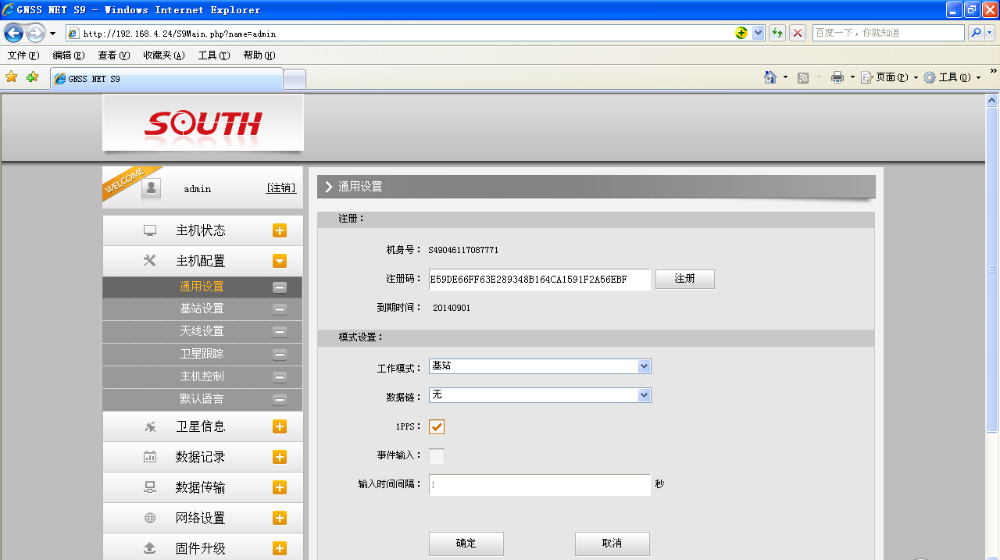 GNSS NET S9 - Windows Internet Explorer
http://192.168.4.24/S9Main.php?name=admin
百度一下，你就知道
文件(F) 编辑(E) 查看(V) 收藏夹(A) 工具(T) 帮助(H)
GNSS NET S9
页面(P) 工具(O)
SOUTH
WELCOME
admin
[注销]
主机状态
主机配置
通用设置
基站设置
天线设置
卫星跟踪
主机控制
默认语言
卫星信息
数据记录
数据传输
网络设置
固件升级
通用设置
注册：
机身号： S49046117087771
注册码： E59DE66FF63E289348B164CA1591F2A56EBF 注册
到期时间： 20140901
模式设置：
工作模式： 基站
数据链： 无
1PPS：
事件输入：
输入时间间隔： 1 秒
确定 取消